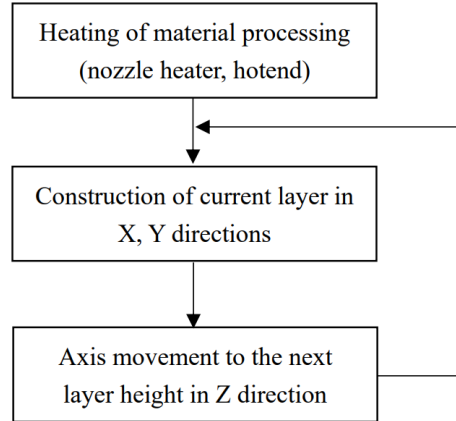 Heating of material processing
(nozzle heater, hotend)
Construction of current layer in
X, Y directions
Axis movement to the next
layer height in Z direction